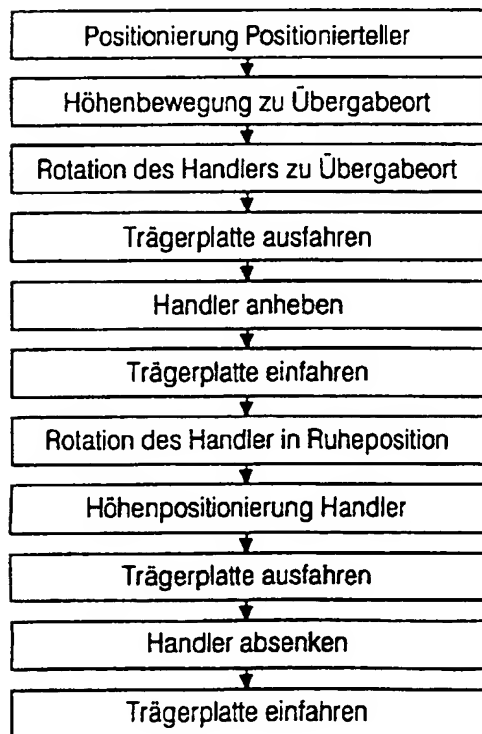 Positionierung Positionierteller
Höhenbewegung zu Übergabeort
Rotation des Handlers zu Übergabeort
Trägerplatte ausfahren
Handler anheben
Trägerplatte einfahren
Rotation des Handler in Ruheposition
Höhenpositionierung Handler
Trägerplatte ausfahren
Handler absenken
Trägerplatte einfahren